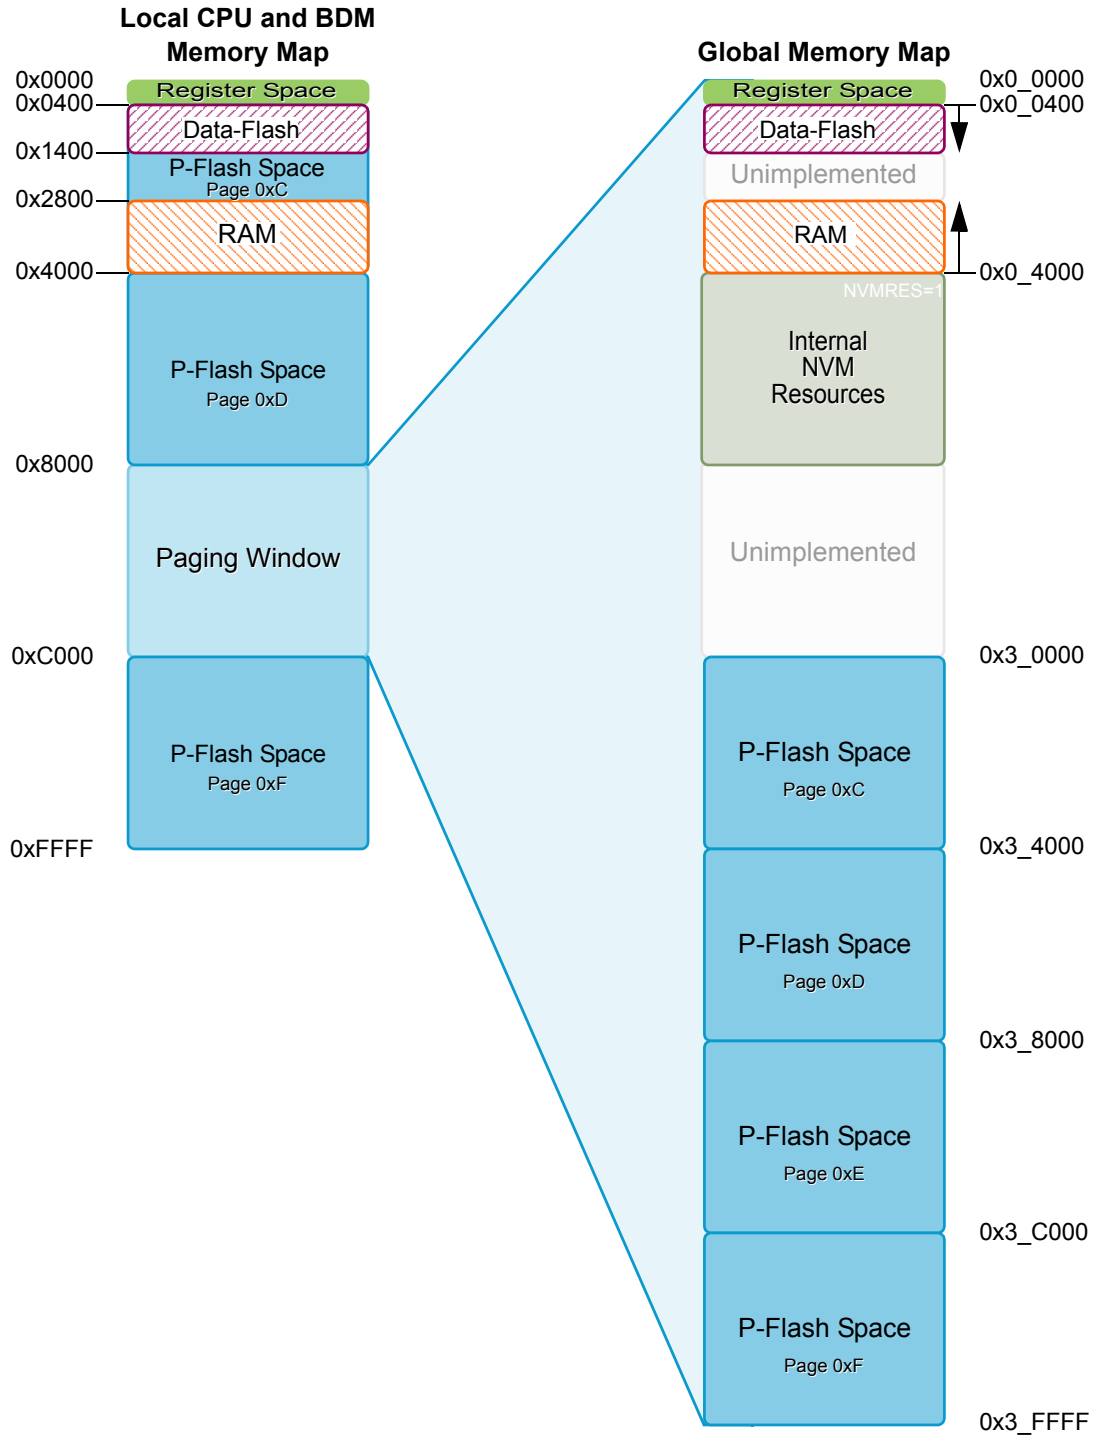 Local CPU and BDM
Memory Map
0x0000
Register Space
0x0400
Data-Flash
0x1400
P-Flash Space
Page 0xC
0x2800
RAM
0x4000
P-Flash Space
Page 0xD
0x8000
Paging Window
0xC000
P-Flash Space
Page 0xF
0xFFFF
Global Memory Map
0x0_0000
Register Space
0x0_0400
Data-Flash
Unimplemented
RAM
0x0_4000
NVMRES=1
Internal
NVM
Resources
Unimplemented
0x3_0000
P-Flash Space
Page 0xC
0x3_4000
P-Flash Space
Page 0xD
0x3_8000
P-Flash Space
Page 0xE
0x3_C000
P-Flash Space
Page 0xF
0x3_FFFF